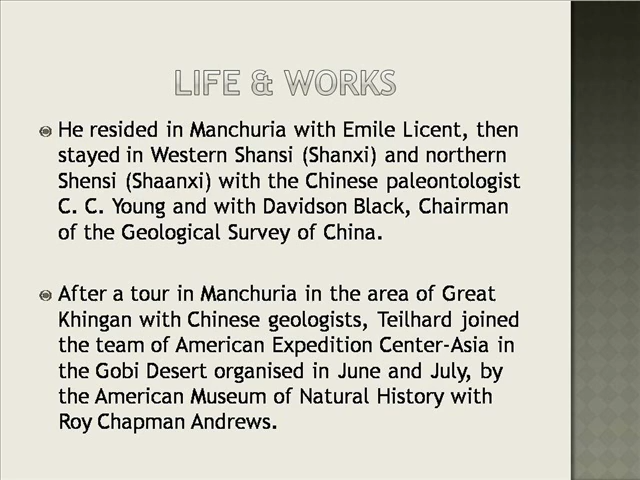 LIFE & WORKS
He resided in Manchuria with Emile Licent, then
stayed in Western Shansi (Shanxi) and northern
Shensi (Shaanxi) with the Chinese paleontologist
C. C. Young and with Davidson Black, Chairman
of the Geological Survey of China.
After a tour in Manchuria in the area of Great
Khingan with Chinese geologists, Teilhard joined
the team of American Expedition Center-Asia in
the Gobi Desert organised in June and July, by
the American Museum of Natural History with
Roy Chapman Andrews.